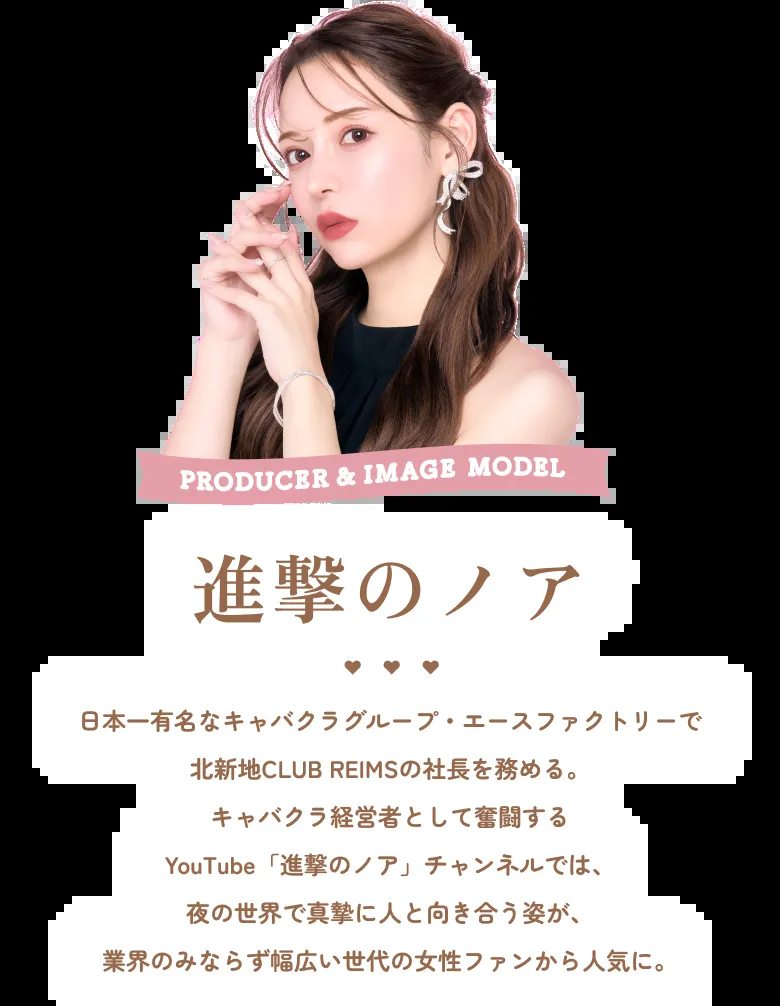 PRODUCER & IMAGE MODEL
進撃のノア
日本一有名なキャバクラグループ・エースファクトリーで
北新地CLUB REIMSの社長を務める。
キャバクラ経営者として奮闘する
YouTube「進撃のノア」チャンネルでは、
夜の世界で真摯に人と向き合う姿が、
業界のみならず幅広い世代の女性ファンから人気に。